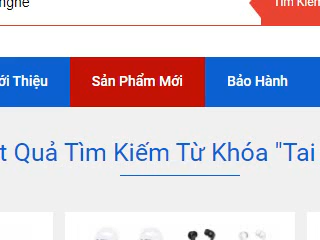 nghe
Tìm Kiếm
ới Thiệu
Sản Phẩm Mới
Bảo Hành
t Quả Tìm Kiếm Từ Khóa "Tai